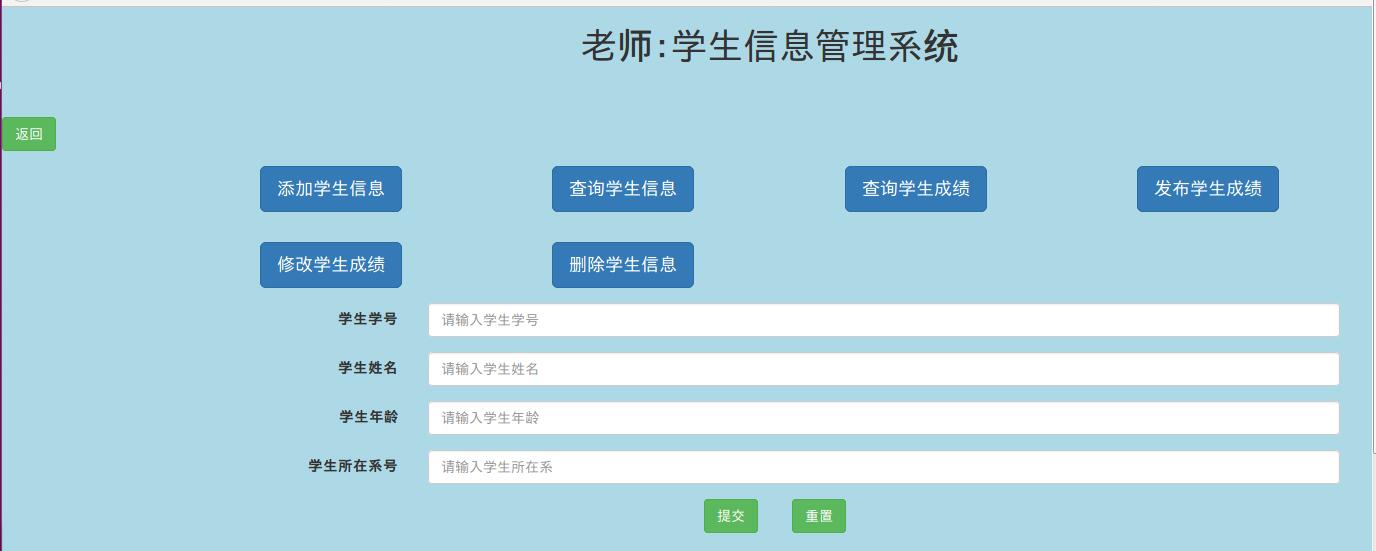 老师:学生信息管理系统
返回
添加学生信息 查询学生信息 查询学生成绩 发布学生成绩
修改学生成绩 删除学生信息
学生学号 请输入学生学号
学生姓名 请输入学生姓名
学生年龄 请输入学生年龄
学生所在系号 请输入学生所在系
提交 重置